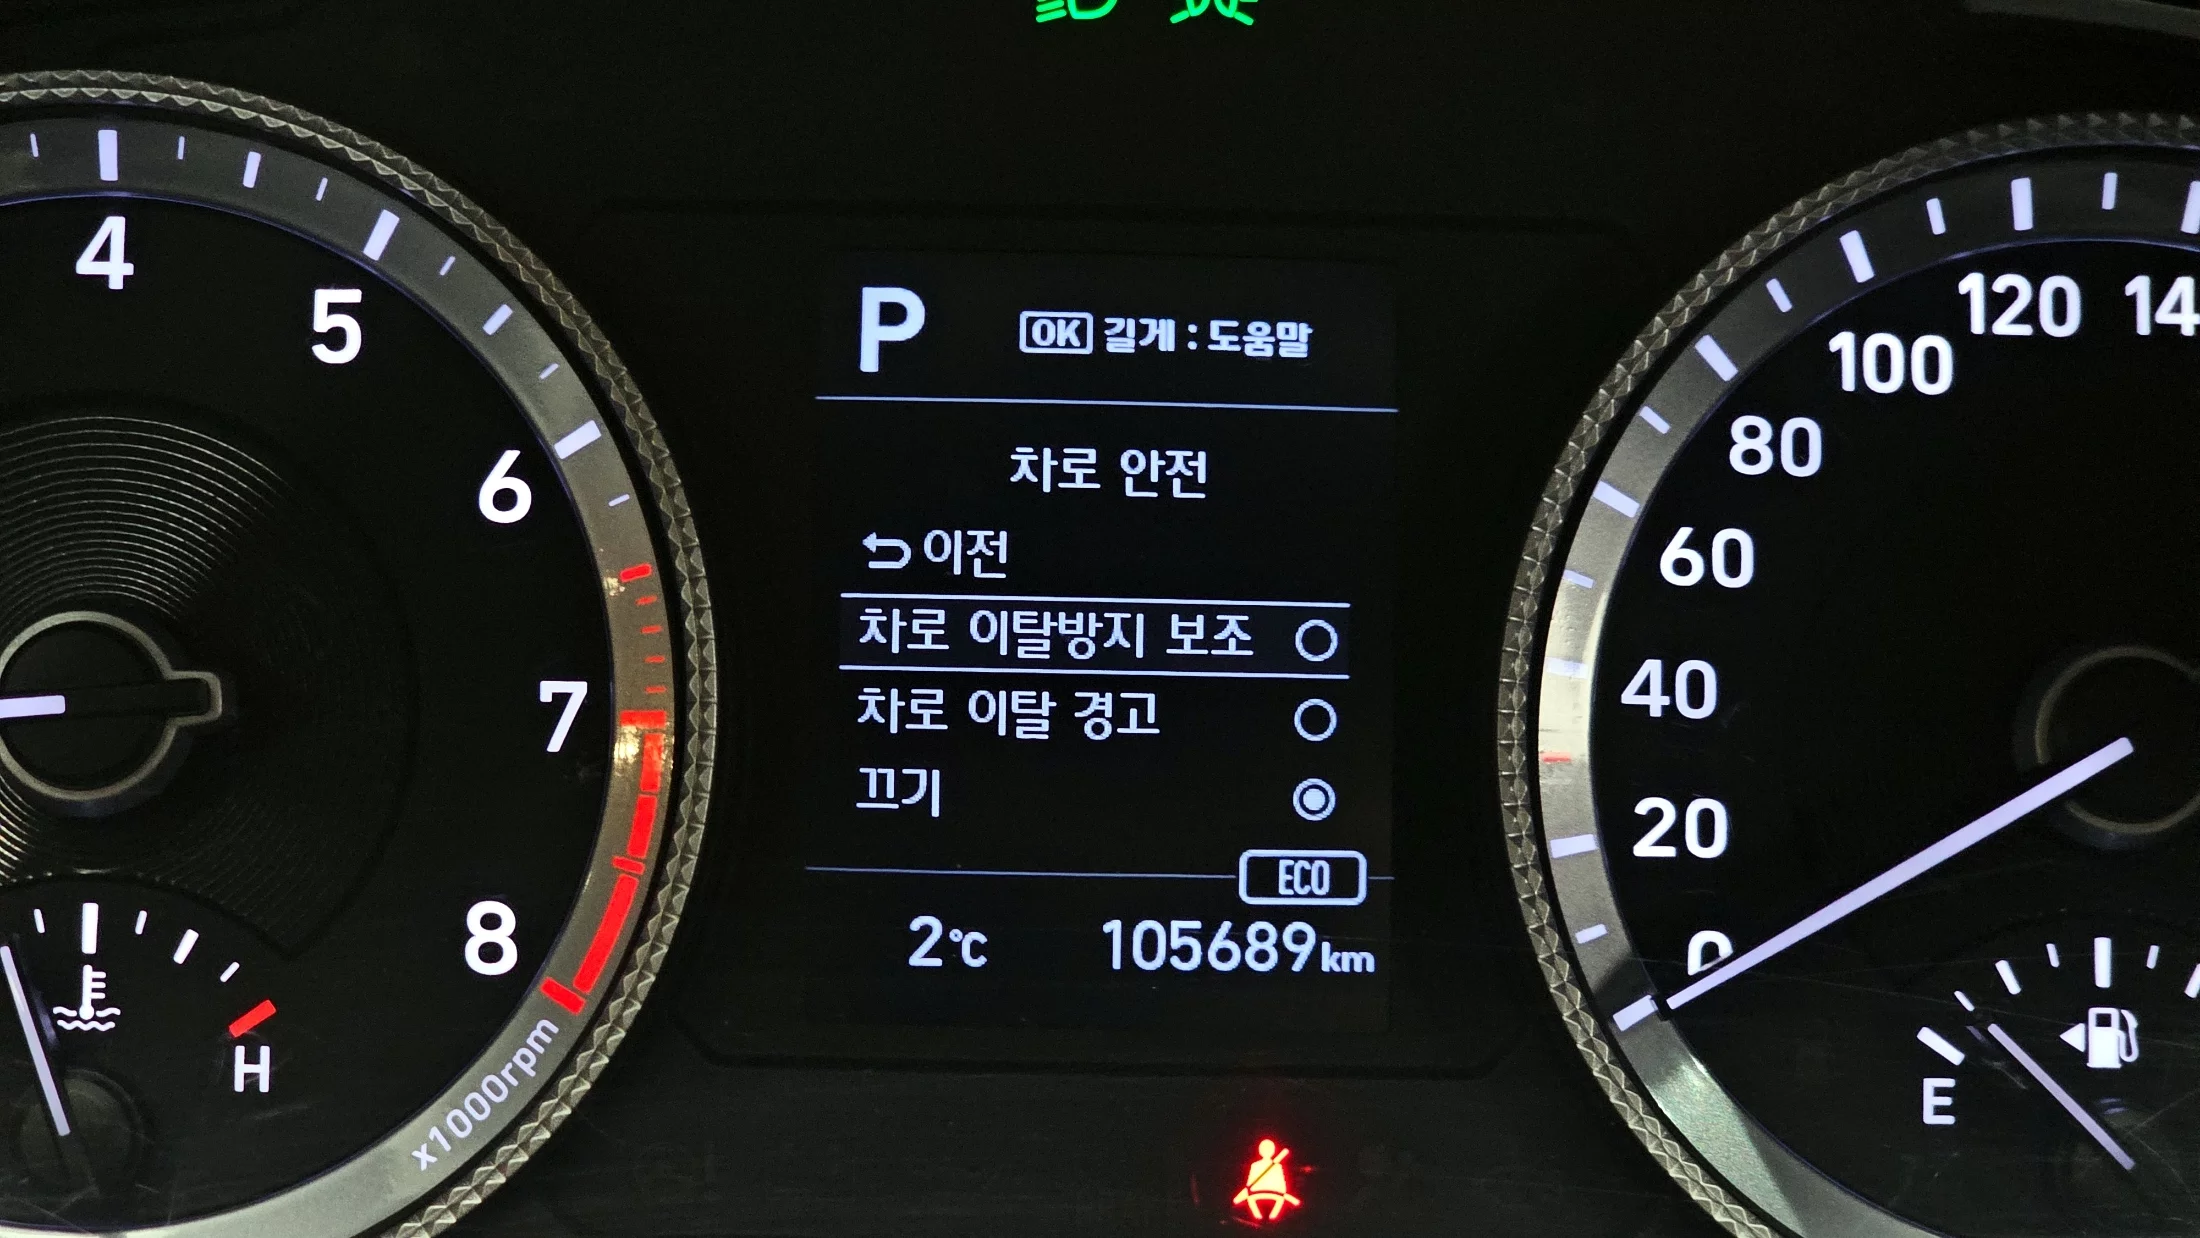 4
5
6
7
8
x1000rpm
H
P
OK 길게 : 도움말
차로 안전
이전
차로 이탈방지 보조
차로 이탈 경고
끄기
ECO
2℃ 105689km
14
120
100
80
60
40
20
0
E